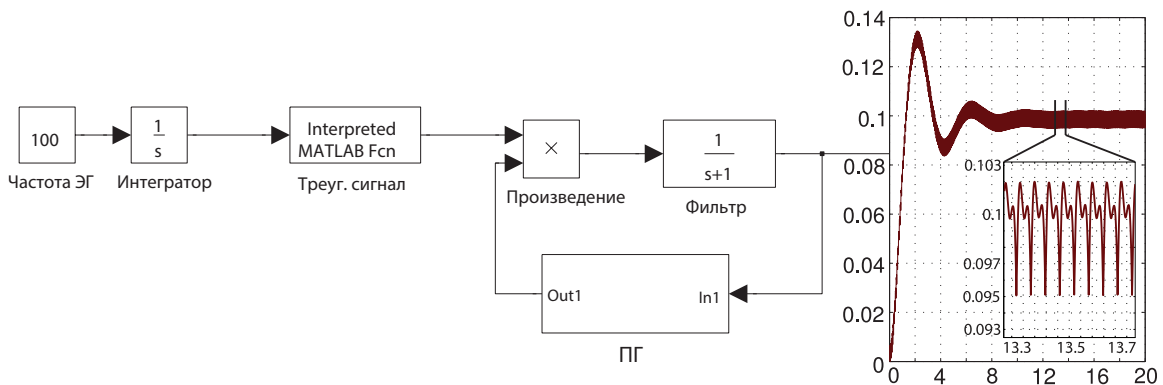 100
Частота ЭГ
1
s
Интегратор
Interpreted
MATLAB Fcn
Треуг. сигнал
×
Произведение
1
s+1
Фильтр
Out1
In1
ПГ
0.14
0.12
0.1
0.08
0.06
0.04
0.02
0
0 4 8 12 16 20
0.103
0.1
0.097
0.095
0.093
13.3 13.5 13.7